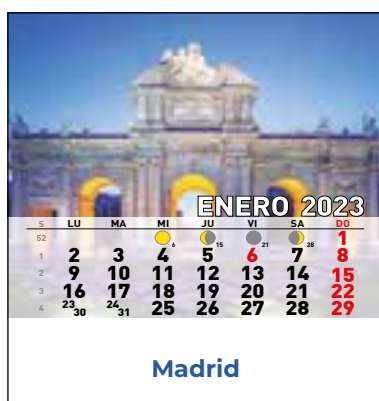 ENERO 2023
S LU MA MI JU VI SA DO
52 6 15 21 28 1
1 2 3 4 5 6 7 8
2 9 10 11 12 13 14 15
3 16 17 18 19 20 21 22
4 23 30 24 31 25 26 27 28 29
Madrid